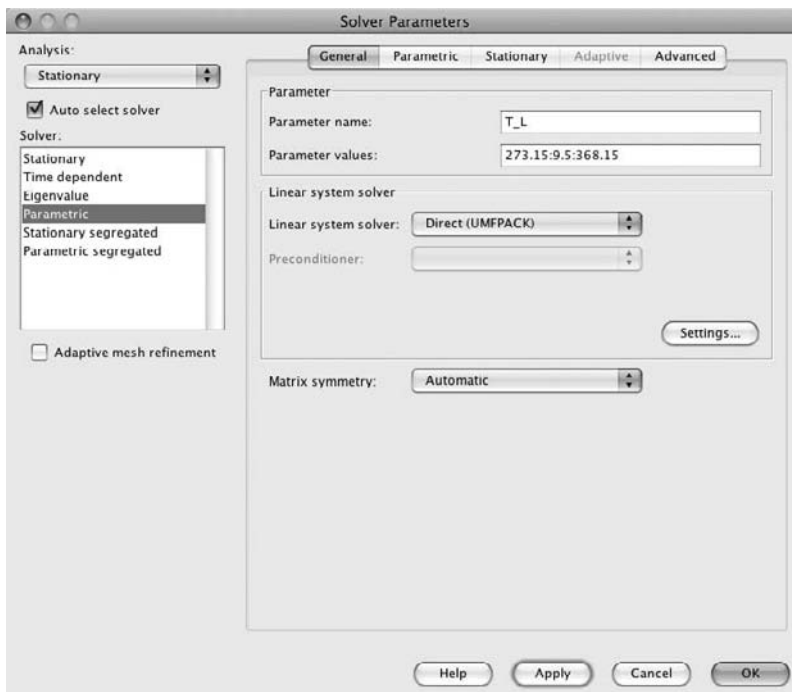 Solver Parameters
Analysis:
Stationary
Auto select solver
Solver:
Stationary
Time dependent
Eigenvalue
Parametric
Stationary segregated
Parametric segregated
Adaptive mesh refinement
General Parametric Stationary Adaptive Advanced
Parameter
Parameter name: T_L
Parameter values: 273.15:9.5:368.15
Linear system solver
Linear system solver: Direct (UMFPACK)
Preconditioner:
Settings...
Matrix symmetry: Automatic
Help Apply Cancel OK